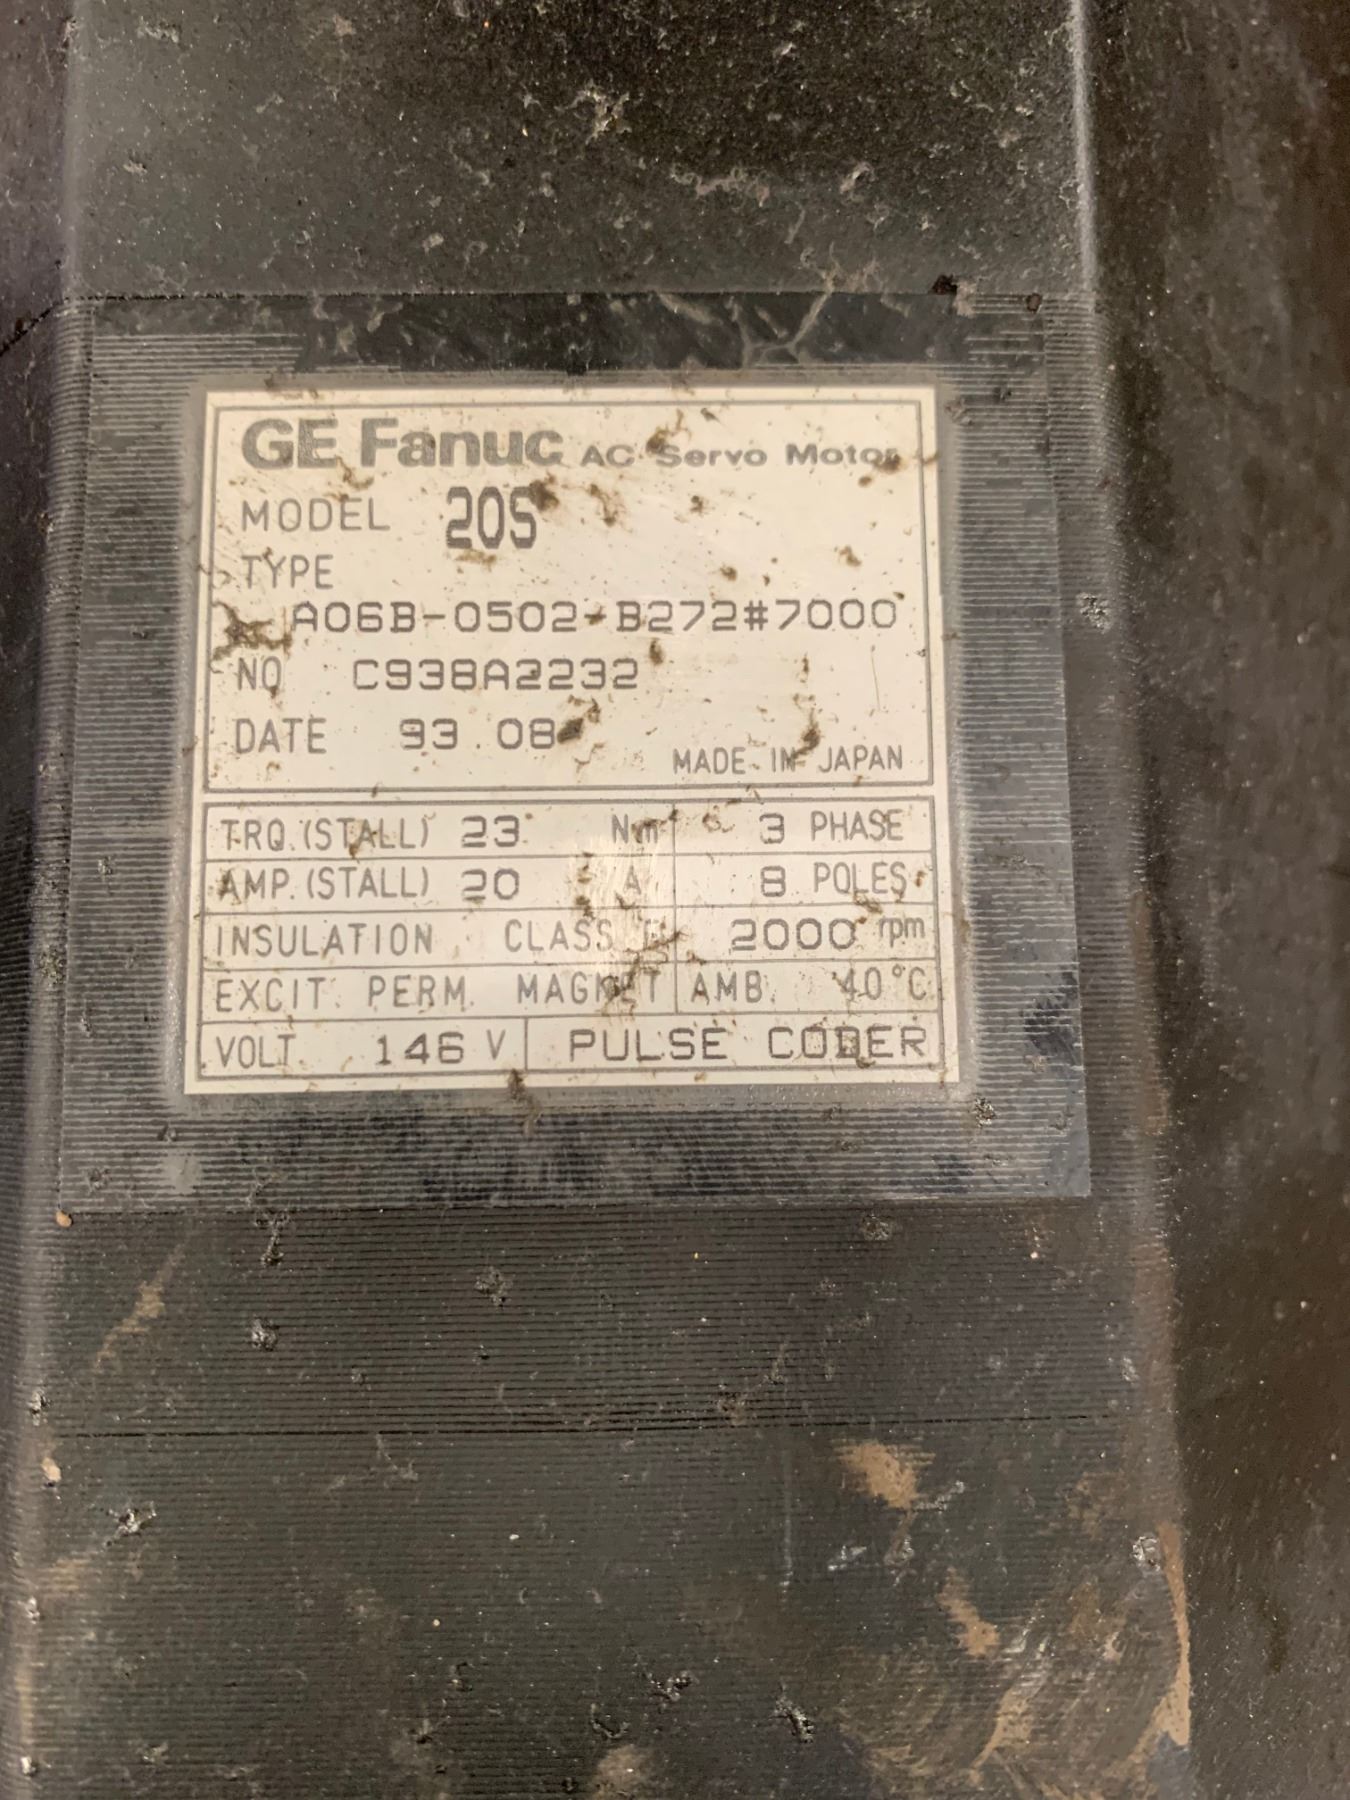 GE Fanuc AC Servo Motor
MODEL 20S
TYPE
A06B-0502-B272#7000
NO C938A2232
DATE 93.08
MADE IN JAPAN
TRQ.(STALL) 23 Nm 3 PHASE
AMP.(STALL) 20 A 8 POLES
INSULATION CLASS F 2000 rpm
EXCIT. PERM. MAGNET AMB. 40°C
VOLT. 146 V PULSE CODER